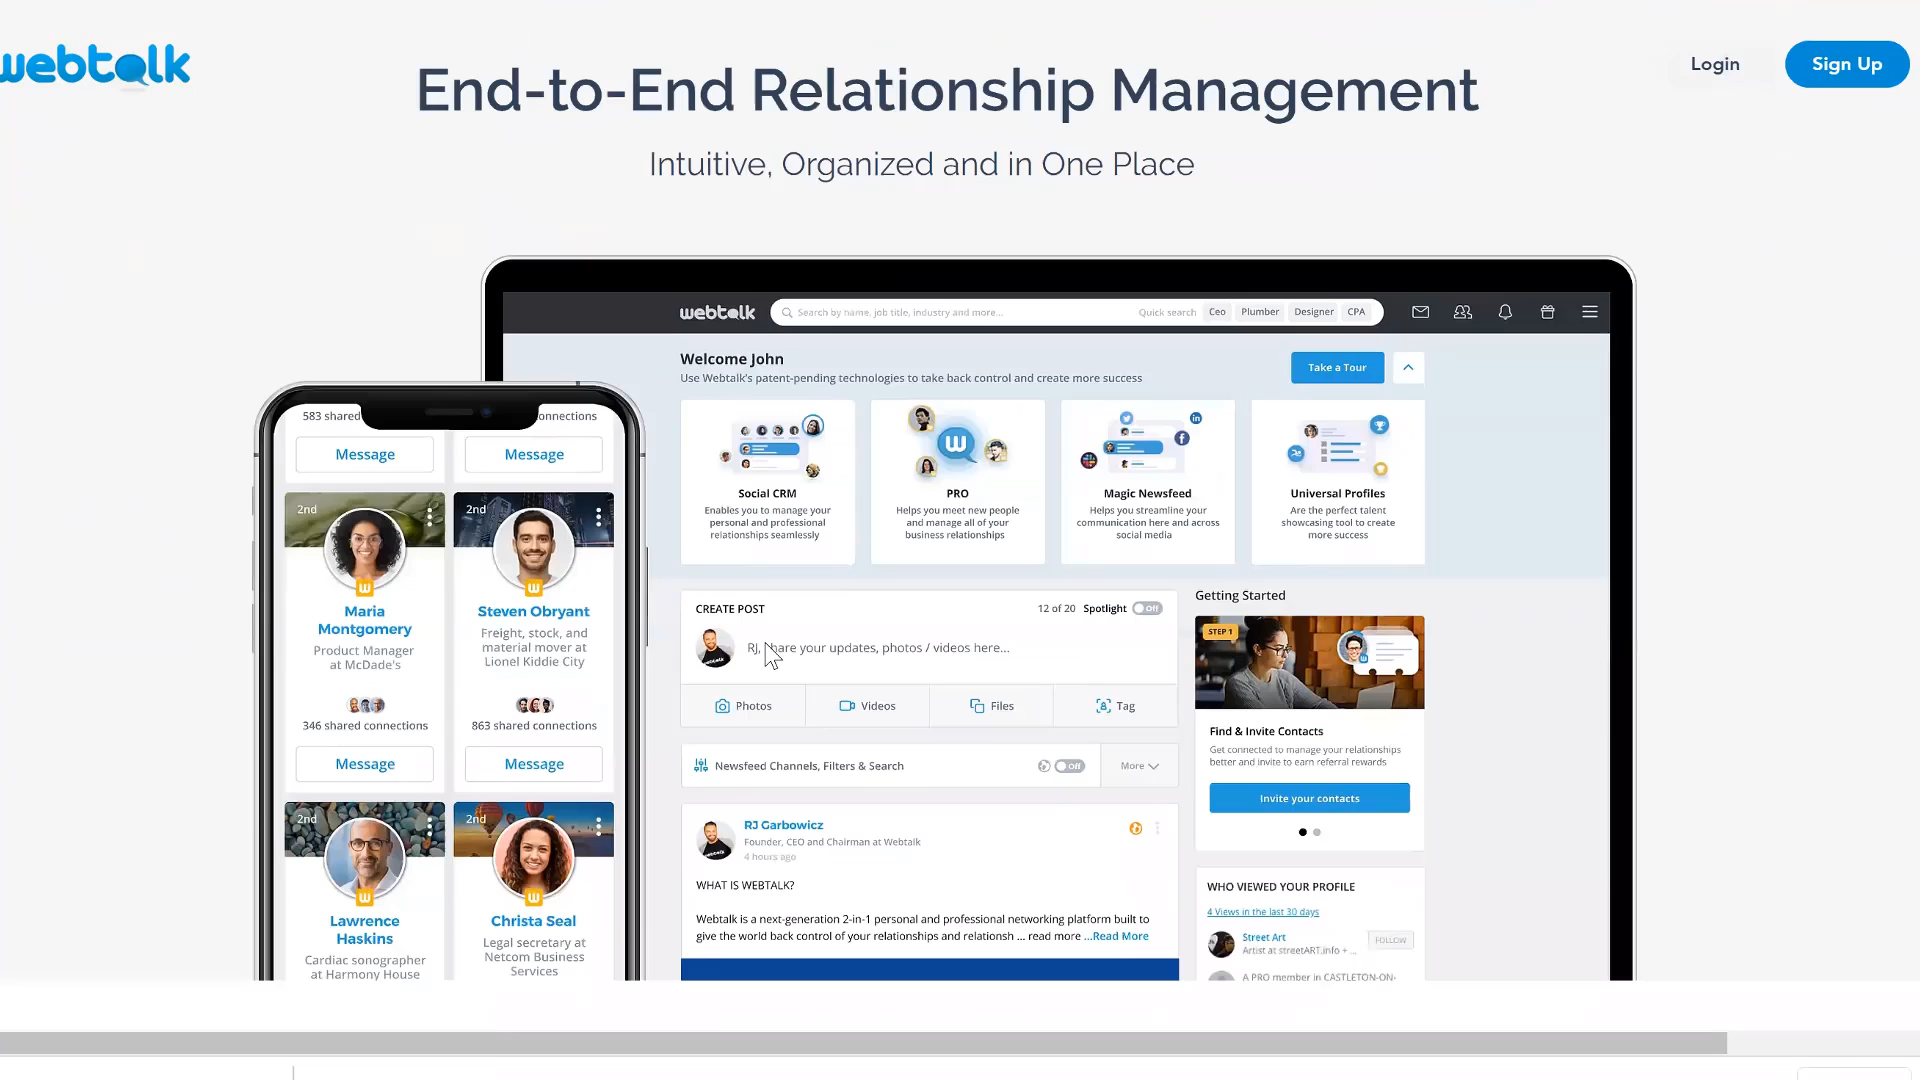 webtalk
End-to-End Relationship Management
Login
Sign Up
Intuitive, Organized and in One Place
webtalk
Search by name, job title, industry and more...
Quick search
Ceo
Plumber
Designer
CPA
Welcome John
Use Webtalk's patent-pending technologies to take back control and create more success
Take a Tour
Social CRM
Enables you to manage your
personal and professional
relationships seamlessly
PRO
Helps you meet new people
and manage all of your
business relationships
Magic Newsfeed
Helps you streamline your
communication here and across
social media
Universal Profiles
Are the perfect talent
showcasing tool to create
more success
583 shared
onnections
Message
Message
2nd
Maria
Montgomery
Product Manager
at McDade's
346 shared connections
Message
2nd
Steven Obryant
Freight, stock, and
material mover at
Lionel Kiddie City
863 shared connections
Message
2nd
Lawrence
Haskins
Cardiac sonographer
at Harmony House
2nd
Christa Seal
Legal secretary at
Netcom Business
Services
CREATE POST
12 of 20
Spotlight
Off
RJ, share your updates, photos / videos here...
Photos
Videos
Files
Tag
Newsfeed Channels, Filters & Search
Off
More
RJ Garbowicz
Founder, CEO and Chairman at Webtalk
4 hours ago
WHAT IS WEBTALK?
Webtalk is a next-generation 2-in-1 personal and professional networking platform built to
give the world back control of your relationships and relationsh ... read more ...Read More
Getting Started
STEP 1
Find & Invite Contacts
Get connected to manage your relationships
better and invite to earn referral rewards
Invite your contacts
WHO VIEWED YOUR PROFILE
4 Views in the last 30 days
Street Art
Artist at streetART.info + ...
FOLLOW
A PRO member in CASTLETON-ON-